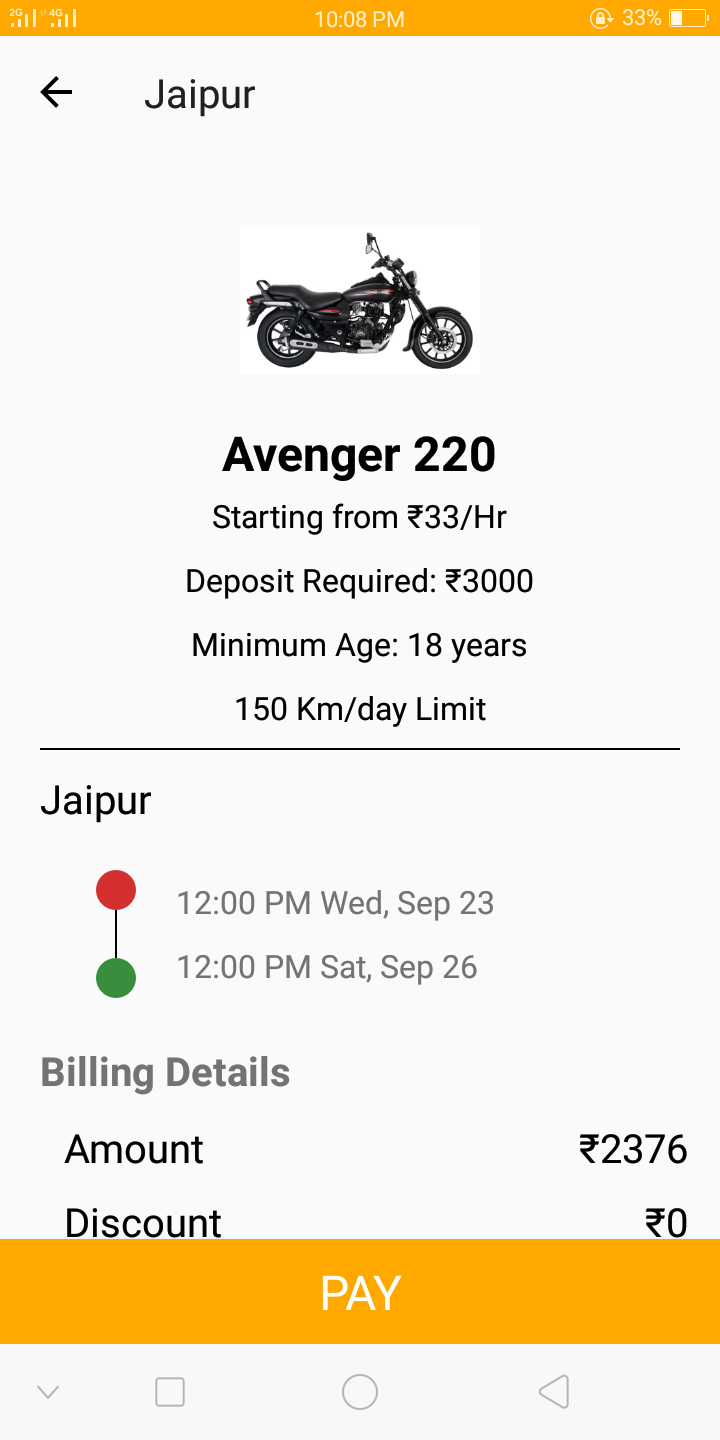 2G 4G 10:08 PM 33%
Jaipur
Avenger 220
Starting from ₹33/Hr
Deposit Required: ₹3000
Minimum Age: 18 years
150 Km/day Limit
Jaipur
12:00 PM Wed, Sep 23
12:00 PM Sat, Sep 26
Billing Details
Amount ₹2376
Discount ₹0
PAY